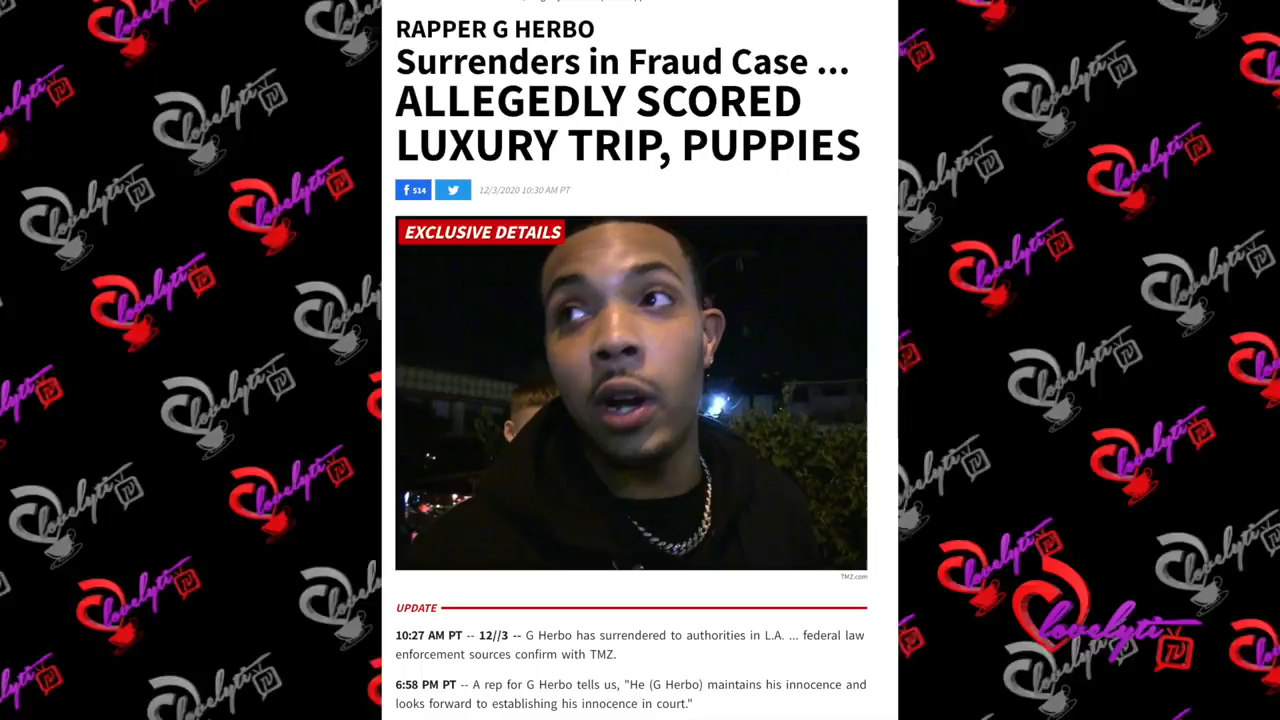 RAPPER G HERBO
Surrenders in Fraud Case ...
ALLEGEDLY SCORED
LUXURY TRIP, PUPPIES
514
12/3/2020 10:30 AM PT
EXCLUSIVE DETAILS
TMZ.com
UPDATE
10:27 AM PT -- 12//3 -- G Herbo has surrendered to authorities in L.A. ... federal law
enforcement sources confirm with TMZ.
6:58 PM PT -- A rep for G Herbo tells us, "He (G Herbo) maintains his innocence and
looks forward to establishing his innocence in court."
lovelyti
TV